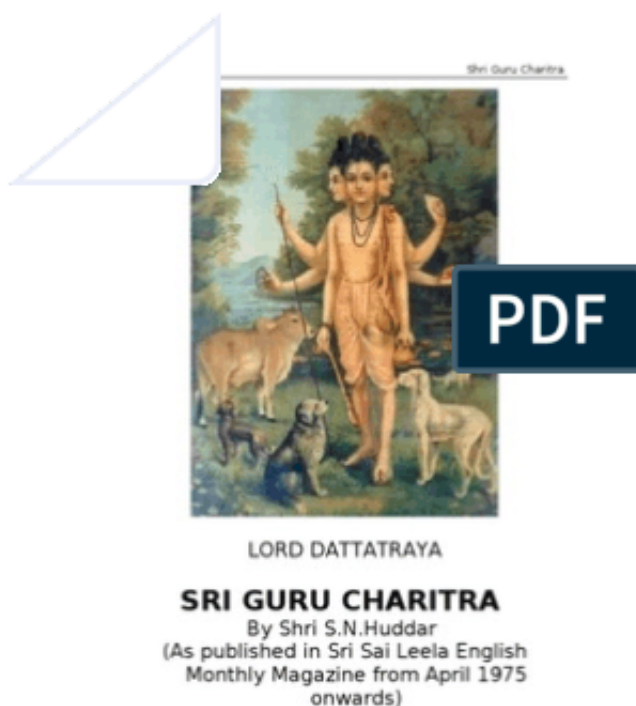 Shri Guru Charitra
PDF
LORD DATTATRAYA
SRI GURU CHARITRA
By Shri S.N.Huddar
(As published in Sri Sai Leela English
Monthly Magazine from April 1975
onwards)